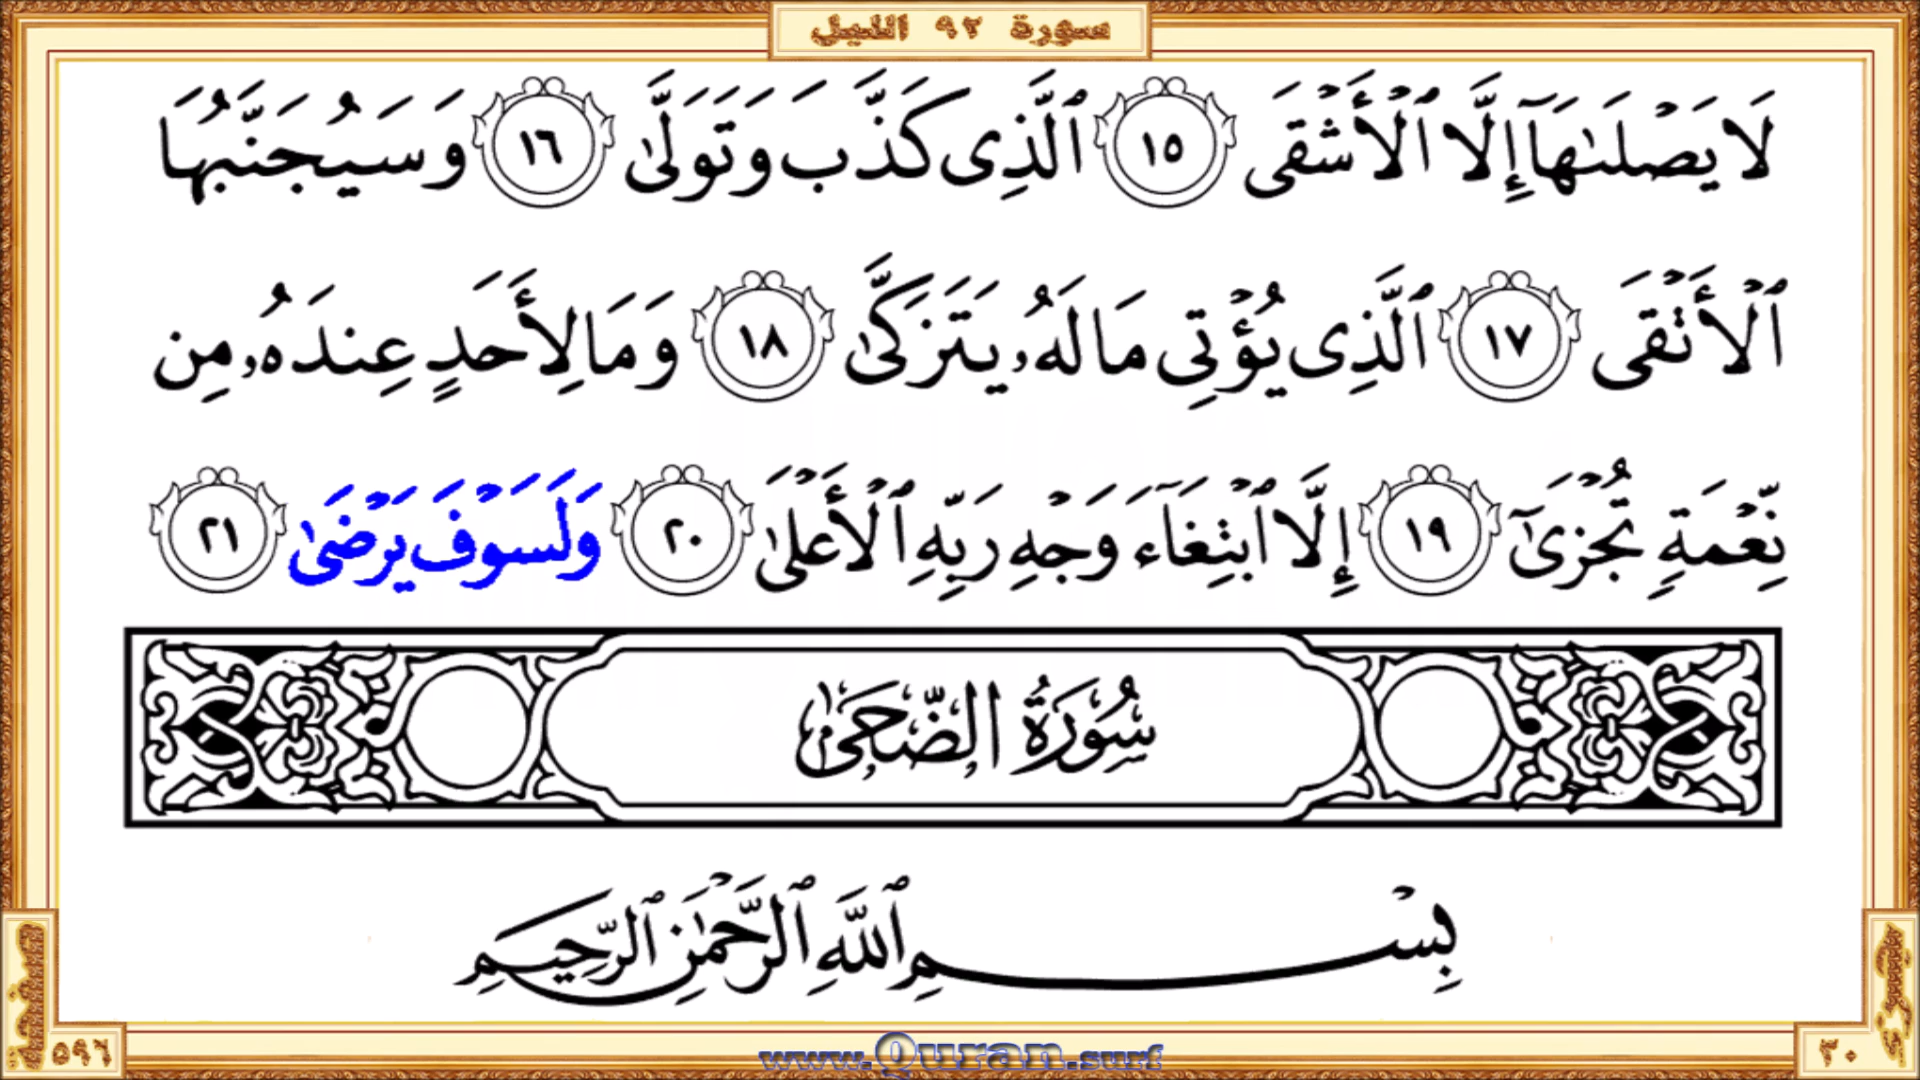 سورة ٩٢ الليل
لَا يَصْلَىٰهَآ إِلَّا ٱلْأَشْقَى ١٥ ٱلَّذِى كَذَّبَ وَتَوَلَّىٰ ١٦ وَسَيُجَنَّبُهَا
ٱلْأَتْقَى ١٧ ٱلَّذِى يُؤْتِى مَالَهُۥ يَتَزَكَّىٰ ١٨ وَمَا لِأَحَدٍ عِندَهُۥ مِن
نِّعْمَةٍ تُجْزَىٰٓ ١٩ إِلَّا ٱبْتِغَآءَ وَجْهِ رَبِّهِ ٱلْأَعْلَىٰ ٢٠ وَلَسَوْفَ يَرْضَىٰ ٢١
سُورَةُ الضُّحَىٰ
بِسْمِ ٱللَّهِ ٱلرَّحْمَٰنِ ٱلرَّحِيمِ
صفحة ٥٩٦
www.Quran.surf
٣٠